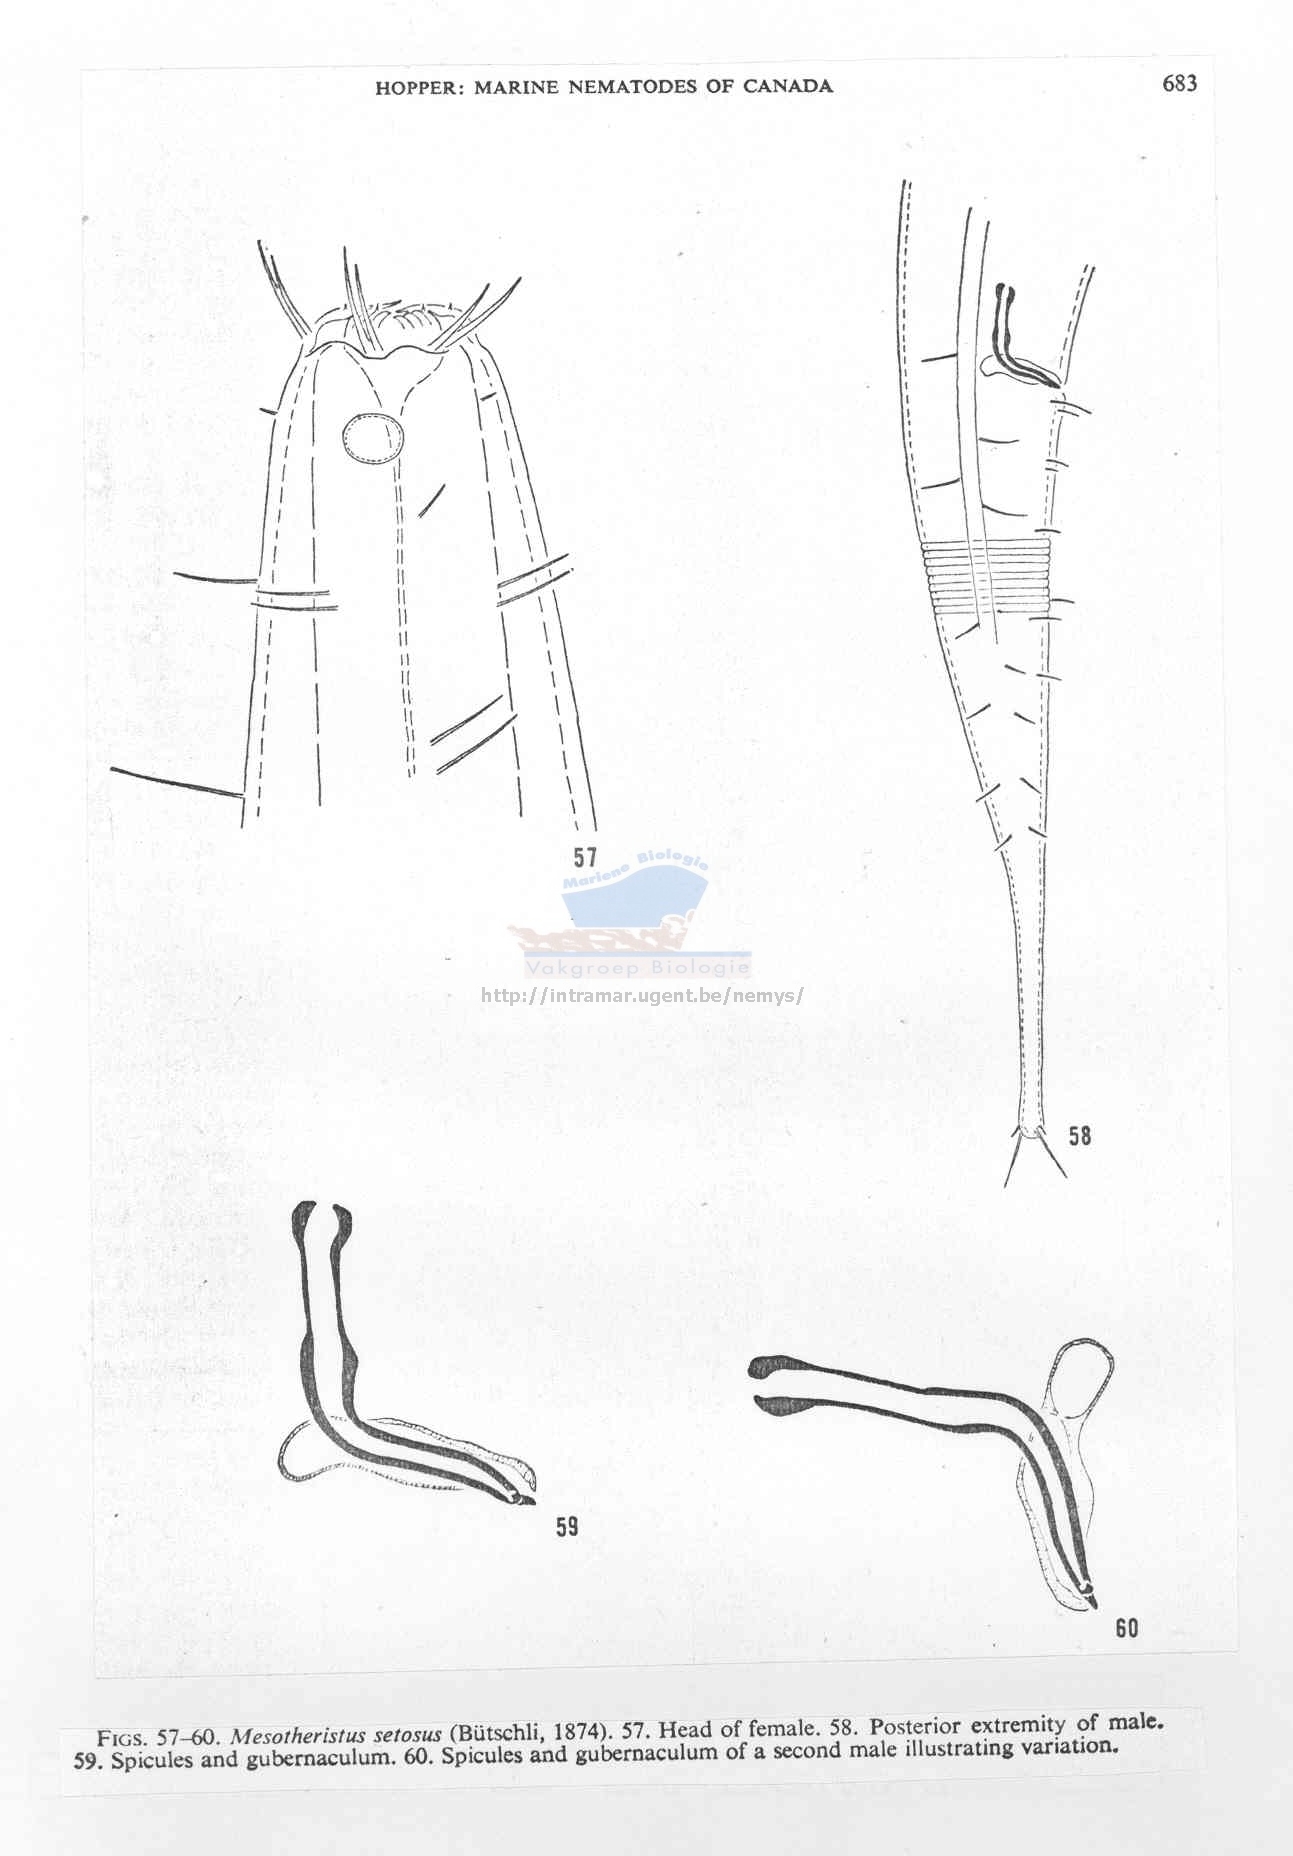 HOPPER: MARINE NEMATODES OF CANADA
683
57
Mariene Biologie
Vakgroep Biologie
http://intramar.ugent.be/nemys/
58
59
60
FIGS. 57–60. Mesotheristus setosus (Bütschli, 1874). 57. Head of female. 58. Posterior extremity of male.
59. Spicules and gubernaculum. 60. Spicules and gubernaculum of a second male illustrating variation.